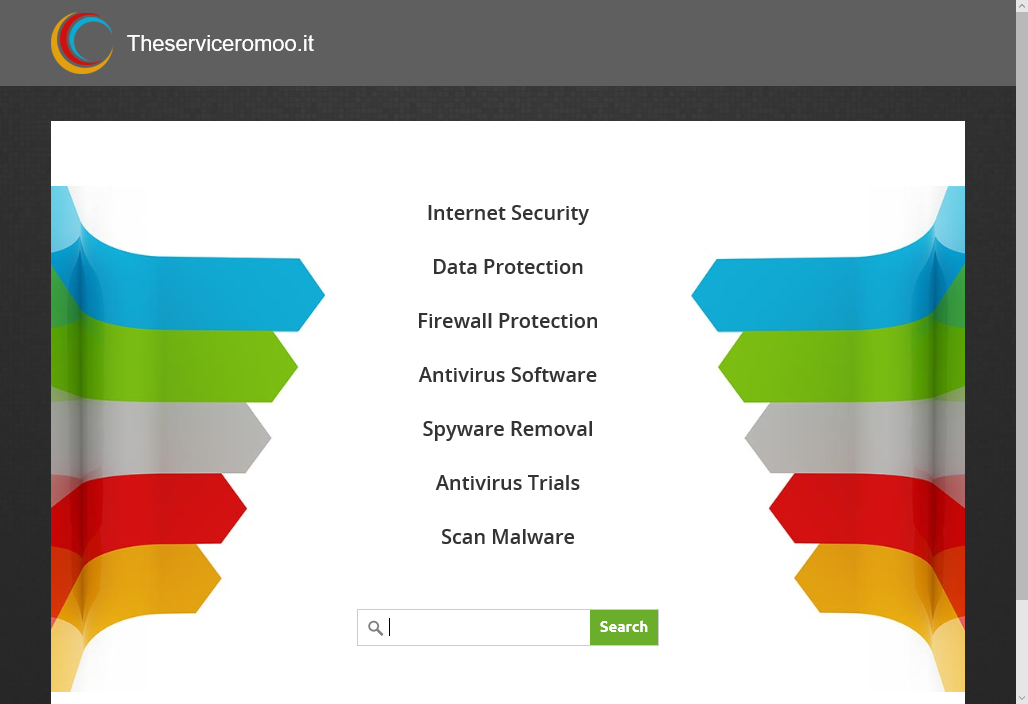 Theserviceromoo.it
Internet Security
Data Protection
Firewall Protection
Antivirus Software
Spyware Removal
Antivirus Trials
Scan Malware
Search